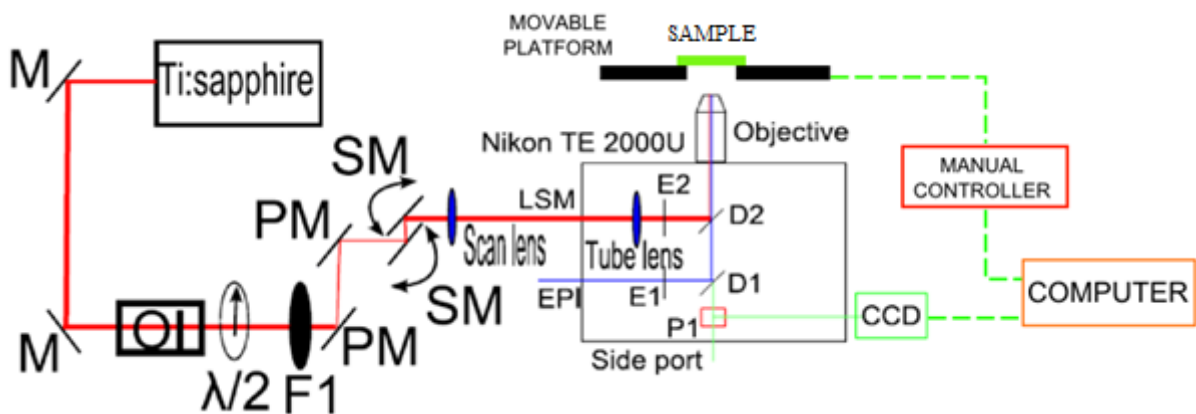 MOVABLE
PLATFORM
SAMPLE
M
Ti:sapphire
Nikon TE 2000U
Objective
MANUAL
CONTROLLER
SM
PM
LSM
E2
D2
Scan lens
Tube lens
SM
EPI
E1
D1
COMPUTER
M
OI
PM
P1
CCD
Side port
λ/2
F1